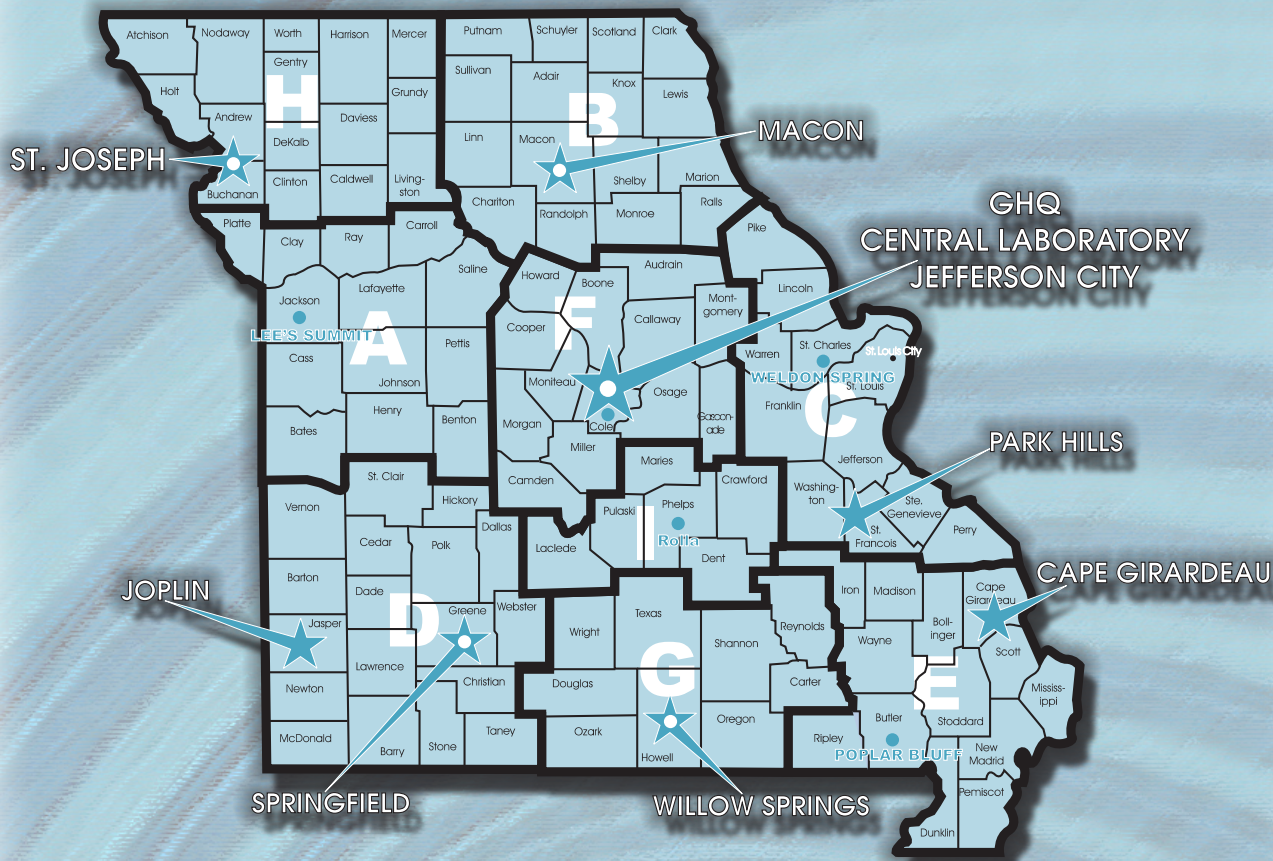 Atchison
Nodaway
Worth
Harrison
Mercer
Putnam
Schuyler
Scotland
Clark
Gentry
Sullivan
Adair
Knox
Holt
H
Grundy
B
Lewis
Andrew
Daviess
DeKalb
Linn
Macon
MACON
ST. JOSEPH
Clinton
Caldwell
Living-
ston
Shelby
Marion
Buchanan
Chariton
Randolph
Monroe
Ralls
GHQ
CENTRAL LABORATORY
JEFFERSON CITY
Platte
Clay
Ray
Carroll
Pike
Saline
Howard
Boone
Audrain
Jackson
Lafayette
Lincoln
Mont-
gomery
LEE'S SUMMIT
A
F
Cooper
Callaway
Pettis
Cass
Warren
St. Charles
St. Louis City
WELDON SPRING
St. Louis
Johnson
Moniteau
Osage
Franklin
C
Henry
Benton
Morgan
Cole
Gascon-
ade
Bates
Miller
PARK HILLS
Maries
Jefferson
St. Clair
Camden
Crawford
Washing-
ton
Hickory
Vernon
Pulaski
Phelps
Ste.
Genevieve
Dallas
I
Rolla
St.
Francois
Perry
Cedar
Polk
Laclede
Dent
Barton
CAPE GIRARDEAU
JOPLIN
Dade
Iron
Madison
Cape
Girardeau
Jasper
D
Greene
Webster
Texas
Wright
Reynolds
Boll-
inger
Shannon
Wayne
Scott
Lawrence
G
E
Newton
Christian
Douglas
Carter
Mississ-
ippi
McDonald
Barry
Stone
Taney
Ozark
Oregon
Butler
Stoddard
Howell
Ripley
POPLAR BLUFF
New
Madrid
SPRINGFIELD
WILLOW SPRINGS
Pemiscot
Dunklin